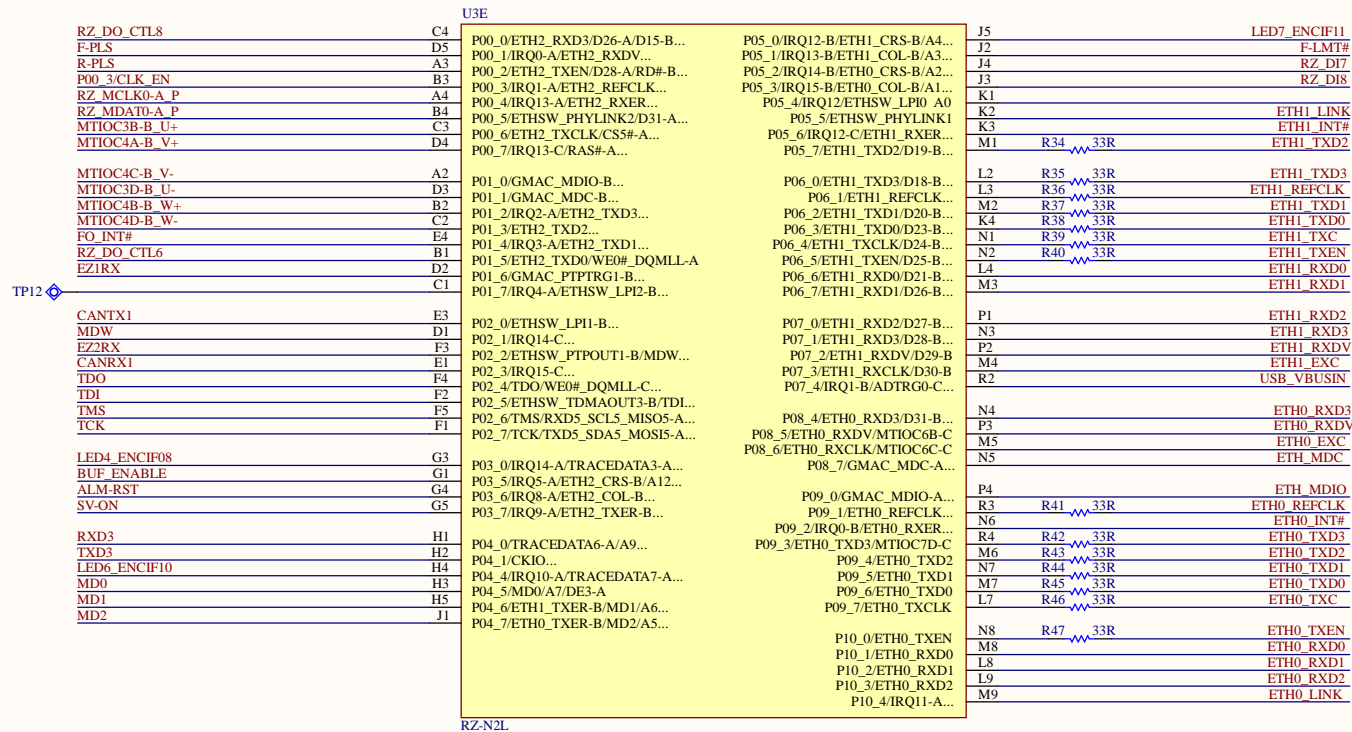 U3E
RZ_DO_CTL8 C4 P00_0/ETH2_RXD3/D26-A/D15-B... P05_0/IRQ12-B/ETH1_CRS-B/A4... J5 LED7_ENCIF11
F-PLS D5 P00_1/IRQ0-A/ETH2_RXDV... P05_1/IRQ13-B/ETH1_COL-B/A3... J2 F-LMT#
R-PLS A3 P00_2/ETH2_TXEN/D28-A/RD#-B... P05_2/IRQ14-B/ETH0_CRS-B/A2... J4 RZ_DI7
P00_3/CLK_EN B3 P00_3/IRQ1-A/ETH2_REFCLK... P05_3/IRQ15-B/ETH0_COL-B/A1... J3 RZ_DI8
RZ_MCLK0-A_P A4 P00_4/IRQ13-A/ETH2_RXER... P05_4/IRQ12/ETHSW_LPI0 A0 K1
RZ_MDAT0-A_P B4 P00_5/ETHSW_PHYLINK2/D31-A... P05_5/ETHSW_PHYLINK1 K2 ETH1_LINK
MTIOC3B-B_U+ C3 P00_6/ETH2_TXCLK/CS5#-A... P05_6/IRQ12-C/ETH1_RXER... K3 ETH1_INT#
MTIOC4A-B_V+ D4 P00_7/IRQ13-C/RAS#-A... P05_7/ETH1_TXD2/D19-B... M1 R34 33R ETH1_TXD2
MTIOC4C-B_V- A2 P01_0/GMAC_MDIO-B... P06_0/ETH1_TXD3/D18-B... L2 R35 33R ETH1_TXD3
MTIOC3D-B_U- D3 P01_1/GMAC_MDC-B... P06_1/ETH1_REFCLK... L3 R36 33R ETH1_REFCLK
MTIOC4B-B_W+ B2 P01_2/IRQ2-A/ETH2_TXD3... P06_2/ETH1_TXD1/D20-B... M2 R37 33R ETH1_TXD1
MTIOC4D-B_W- C2 P01_3/ETH2_TXD2... P06_3/ETH1_TXD0/D23-B... K4 R38 33R ETH1_TXD0
FO_INT# E4 P01_4/IRQ3-A/ETH2_TXD1... P06_4/ETH1_TXCLK/D24-B... N1 R39 33R ETH1_TXC
RZ_DO_CTL6 B1 P01_5/ETH2_TXD0/WE0#_DQMLL-A P06_5/ETH1_TXEN/D25-B... N2 R40 33R ETH1_TXEN
EZ1RX D2 P01_6/GMAC_PTPTRG1-B... P06_6/ETH1_RXD0/D21-B... L4 ETH1_RXD0
TP12 C1 P01_7/IRQ4-A/ETHSW_LPI2-B... P06_7/ETH1_RXD1/D26-B... M3 ETH1_RXD1
CANTX1 E3 P02_0/ETHSW_LPI1-B... P07_0/ETH1_RXD2/D27-B... P1 ETH1_RXD2
MDW D1 P02_1/IRQ14-C... P07_1/ETH1_RXD3/D28-B... N3 ETH1_RXD3
EZ2RX F3 P02_2/ETHSW_PTPOUT1-B/MDW... P07_2/ETH1_RXDV/D29-B P2 ETH1_RXDV
CANRX1 E1 P02_3/IRQ15-C... P07_3/ETH1_RXCLK/D30-B M4 ETH1_EXC
TDO F4 P02_4/TDO/WE0#_DQMLL-C... P07_4/IRQ1-B/ADTRG0-C... R2 USB_VBUSIN
TDI F2 P02_5/ETHSW_TDMAOUT3-B/TDI...
TMS F5 P02_6/TMS/RXD5_SCL5_MISO5-A... P08_4/ETH0_RXD3/D31-B... N4 ETH0_RXD3
TCK F1 P02_7/TCK/TXD5_SDA5_MOSI5-A... P08_5/ETH0_RXDV/MTIOC6B-C P3 ETH0_RXDV
P08_6/ETH0_RXCLK/MTIOC6C-C M5 ETH0_EXC
LED4_ENCIF08 G3 P03_0/IRQ14-A/TRACEDATA3-A... P08_7/GMAC_MDC-A... N5 ETH_MDC
BUF_ENABLE G1 P03_5/IRQ5-A/ETH2_CRS-B/A12...
ALM-RST G4 P03_6/IRQ8-A/ETH2_COL-B... P09_0/GMAC_MDIO-A... P4 ETH_MDIO
SV-ON G5 P03_7/IRQ9-A/ETH2_TXER-B... P09_1/ETH0_REFCLK... R3 R41 33R ETH0_REFCLK
P09_2/IRQ0-B/ETH0_RXER... N6 ETH0_INT#
RXD3 H1 P04_0/TRACEDATA6-A/A9... P09_3/ETH0_TXD3/MTIOC7D-C R4 R42 33R ETH0_TXD3
TXD3 H2 P04_1/CKIO... P09_4/ETH0_TXD2 M6 R43 33R ETH0_TXD2
LED6_ENCIF10 H4 P04_4/IRQ10-A/TRACEDATA7-A... P09_5/ETH0_TXD1 N7 R44 33R ETH0_TXD1
MD0 H3 P04_5/MD0/A7/DE3-A P09_6/ETH0_TXD0 M7 R45 33R ETH0_TXD0
MD1 H5 P04_6/ETH1_TXER-B/MD1/A6... P09_7/ETH0_TXCLK L7 R46 33R ETH0_TXC
MD2 J1 P04_7/ETH0_TXER-B/MD2/A5...
P10_0/ETH0_TXEN N8 R47 33R ETH0_TXEN
P10_1/ETH0_RXD0 M8 ETH0_RXD0
P10_2/ETH0_RXD1 L8 ETH0_RXD1
P10_3/ETH0_RXD2 L9 ETH0_RXD2
P10_4/IRQ11-A... M9 ETH0_LINK
RZ-N2L